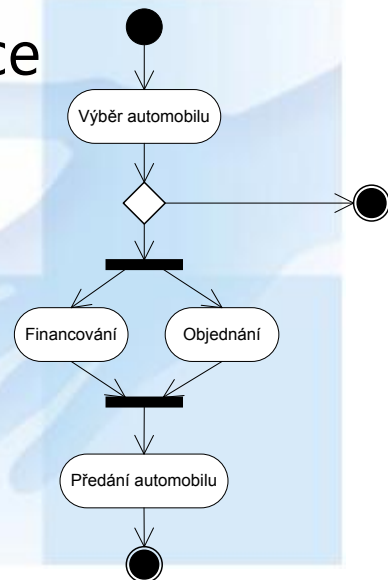 ce
Výběr automobilu
Financování
Objednání
Předání automobilu